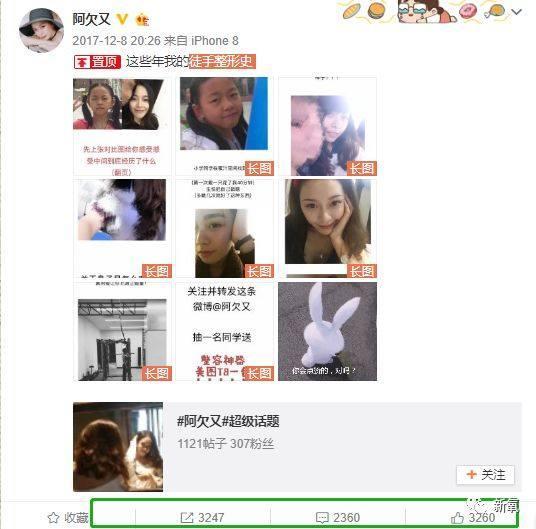 阿欠又
2017-12-8 20:26 来自 iPhone 8
置顶 这些年我的徒手整形史
先上张对比图给你感受感
受中间到底经历了什么
(翻页)
长图
长图
长图
长图
长图
长图
关注并转发这条
微博@阿欠又
抽一名同学送
整容神器
美图T8一
长图
你会点赞的,对吗?
#阿欠又#超级话题
1121帖子 307粉丝
+ 关注
收藏
3247
2360
3260
新氧